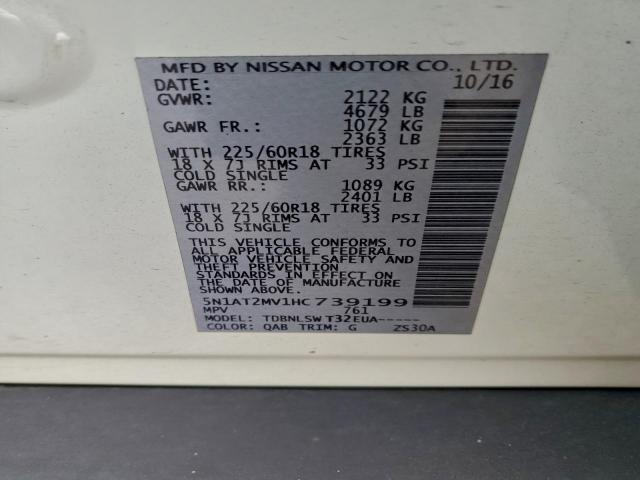 MFD BY NISSAN MOTOR CO., LTD.
DATE: 10/16
GVWR: 2122 KG
4679 LB
GAWR FR.: 1072 KG
2363 LB
WITH 225/60R18 TIRES
18 X 7J RIMS AT 33 PSI
COLD SINGLE
GAWR RR.: 1089 KG
2401 LB
WITH 225/60R18 TIRES
18 X 7J RIMS AT 33 PSI
COLD SINGLE
THIS VEHICLE CONFORMS TO
ALL APPLICABLE FEDERAL
MOTOR VEHICLE SAFETY AND
THEFT PREVENTION
STANDARDS IN EFFECT ON THE
DATE OF MANUFACTURE
SHOWN ABOVE.
5N1AT2MV1HC739199
MPV 761
MODEL: TDBNLSW T32EUA-----
COLOR: QAB TRIM: G ZS30A